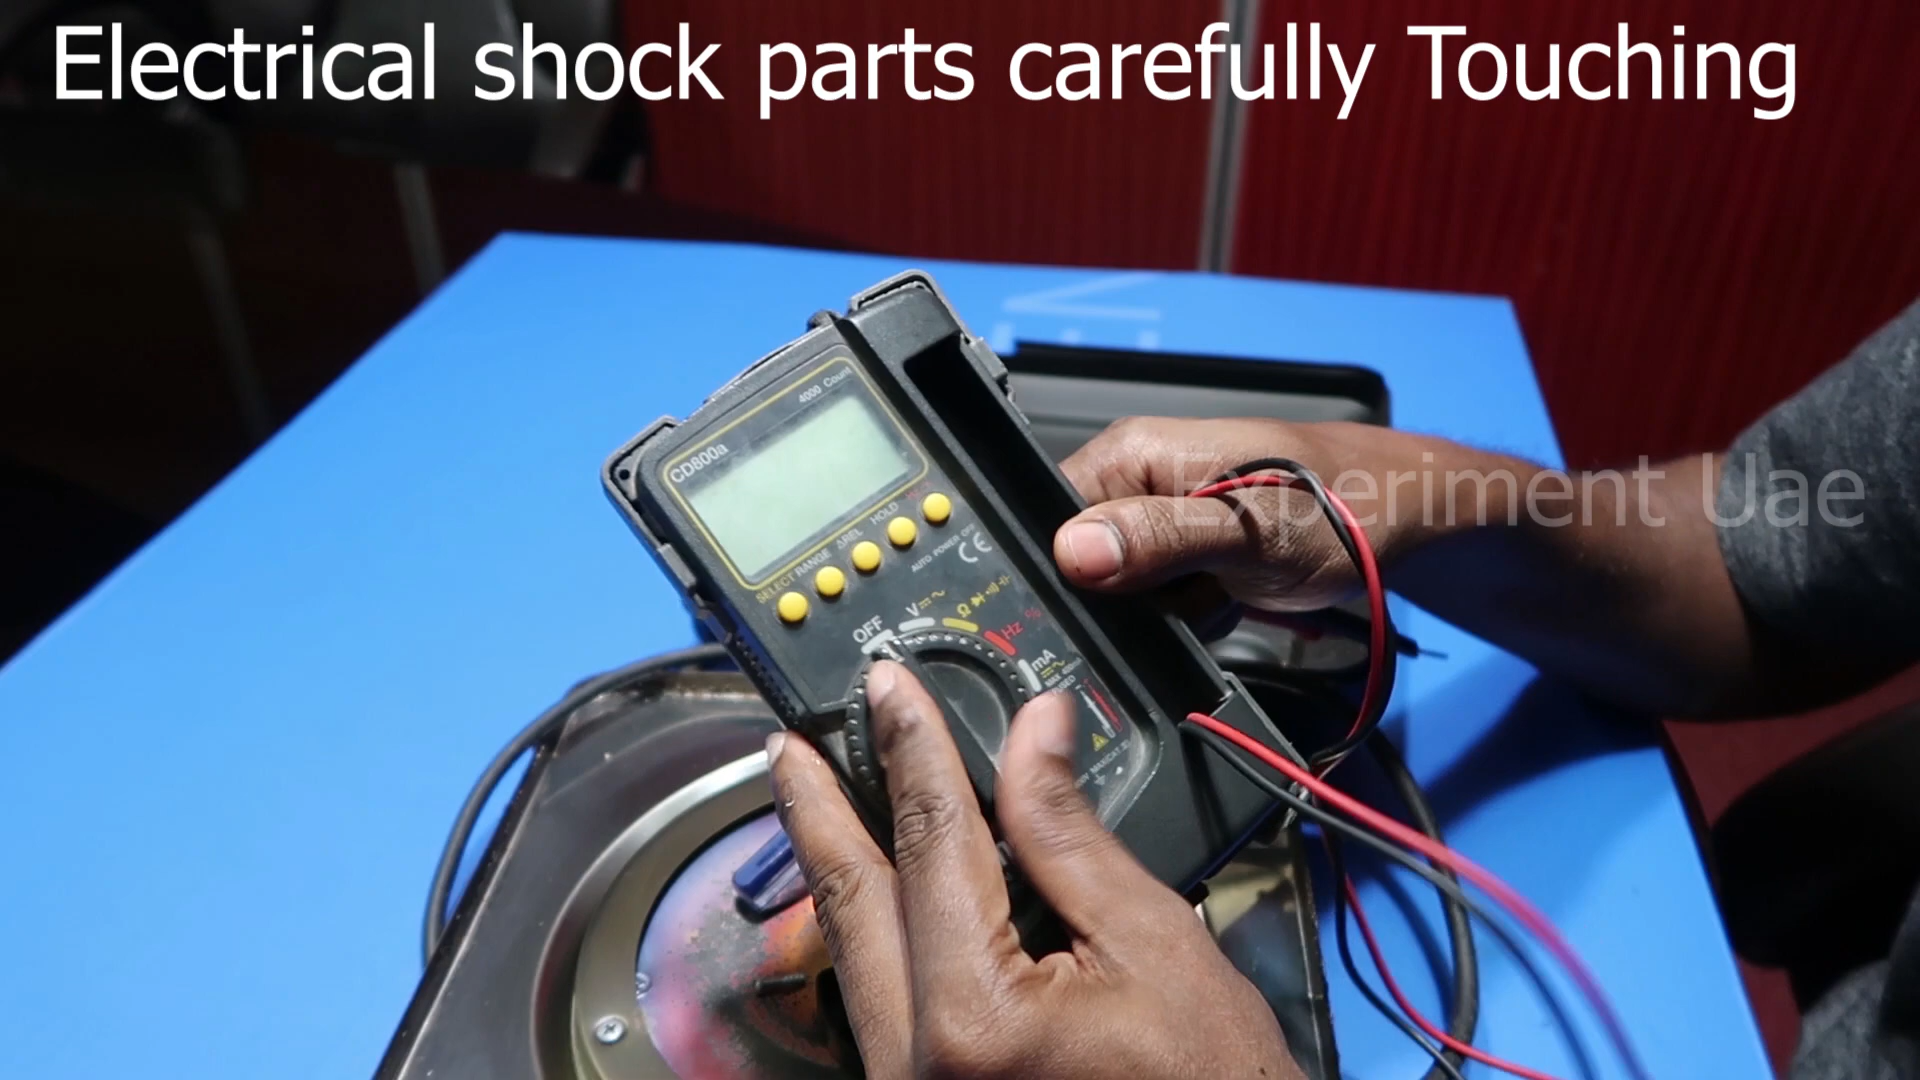 Electrical shock parts carefully Touching
4000 Count
CD800a
Experiment Uae
SELECT RANGE ΔREL HOLD
AUTO POWER OFF
CE
OFF V Ω Hz %
mA